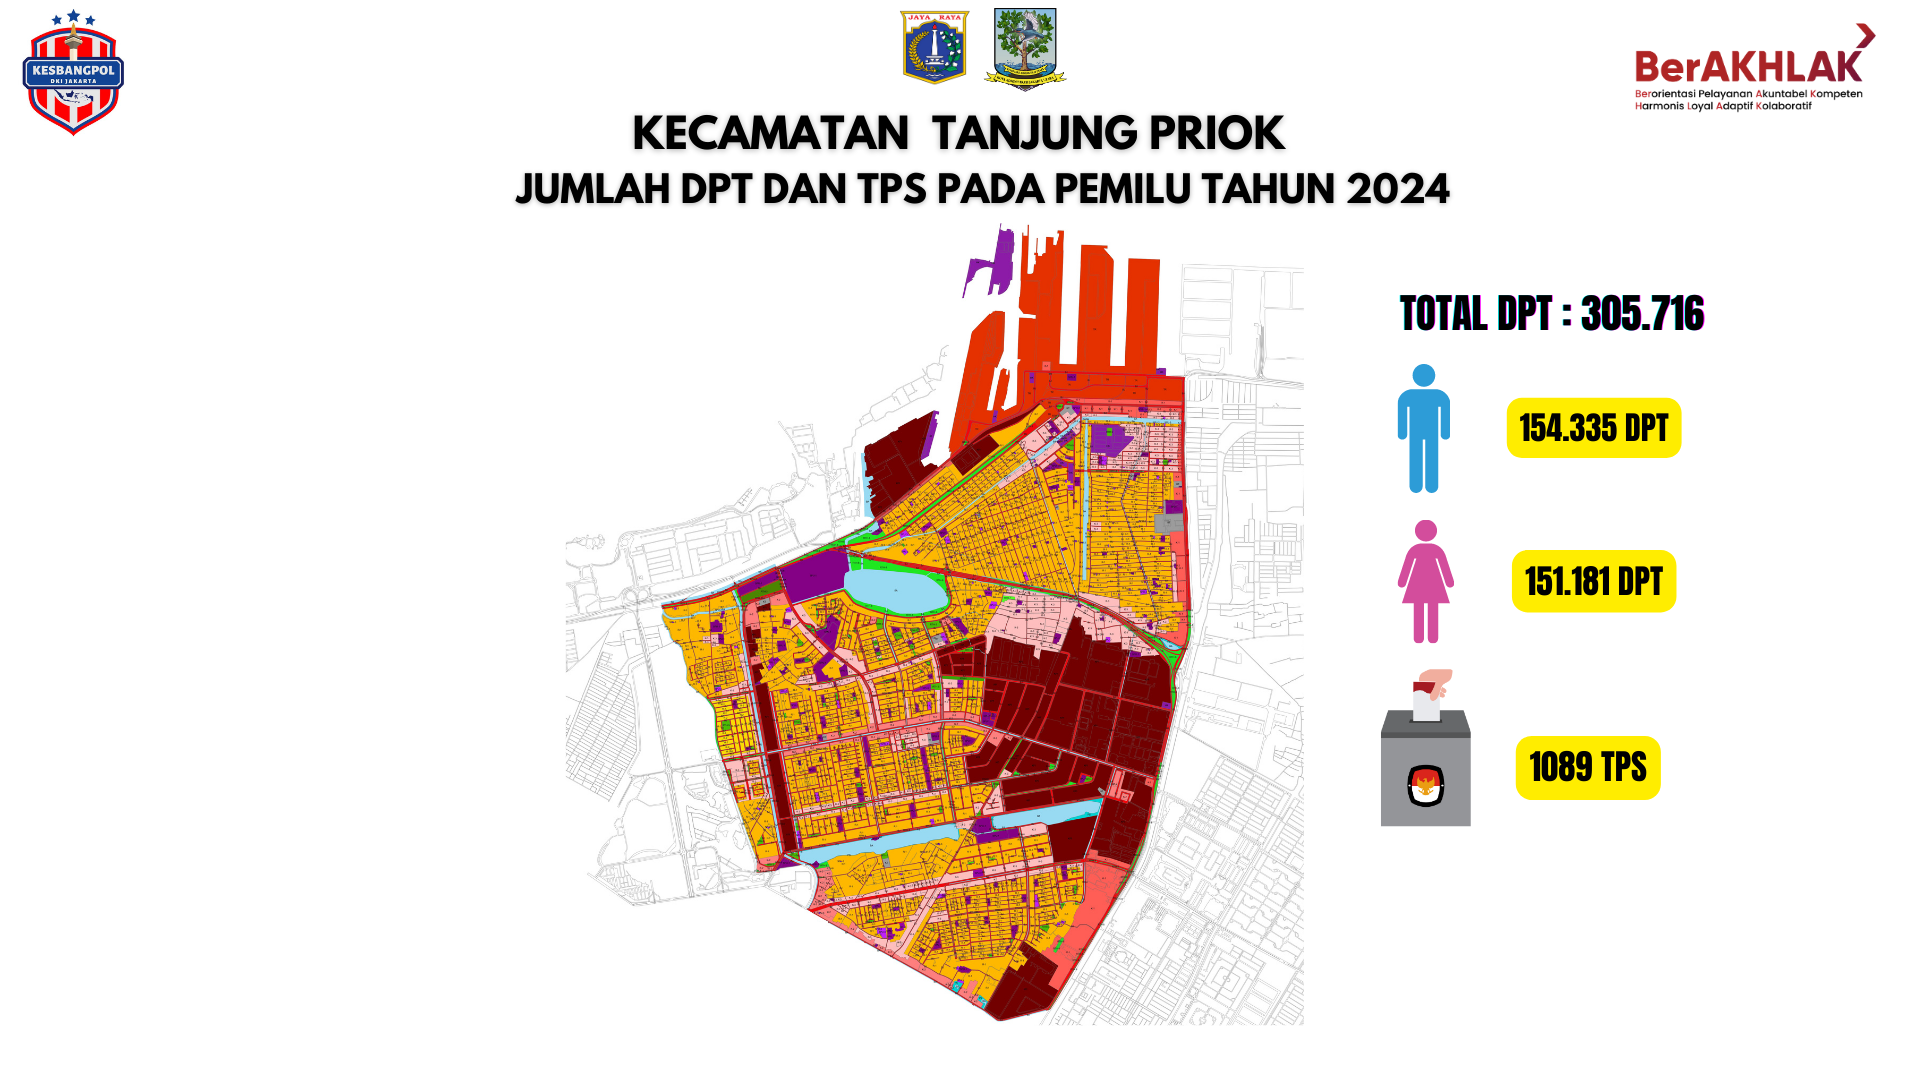 KESBANGPOL
DKI JAKARTA
JAYA RAYA
BerAKHLAK
Berorientasi Pelayanan Akuntabel Kompeten
Harmonis Loyal Adaptif Kolaboratif
KECAMATAN TANJUNG PRIOK
JUMLAH DPT DAN TPS PADA PEMILU TAHUN 2024
TOTAL DPT : 305.716
154.335 DPT
151.181 DPT
1089 TPS